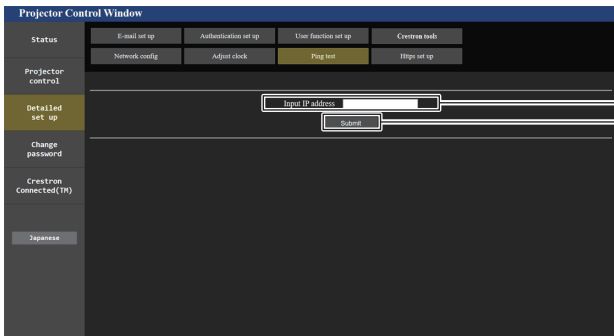 Projector Control Window
Status
E-mail set up
Authentication set up
User function set up
Crestron tools
Network config
Adjust clock
Ping test
Https set up
Projector
control
Detailed
set up
Change
password
Crestron
Connected(TM)
Japanese
Input IP address
Submit